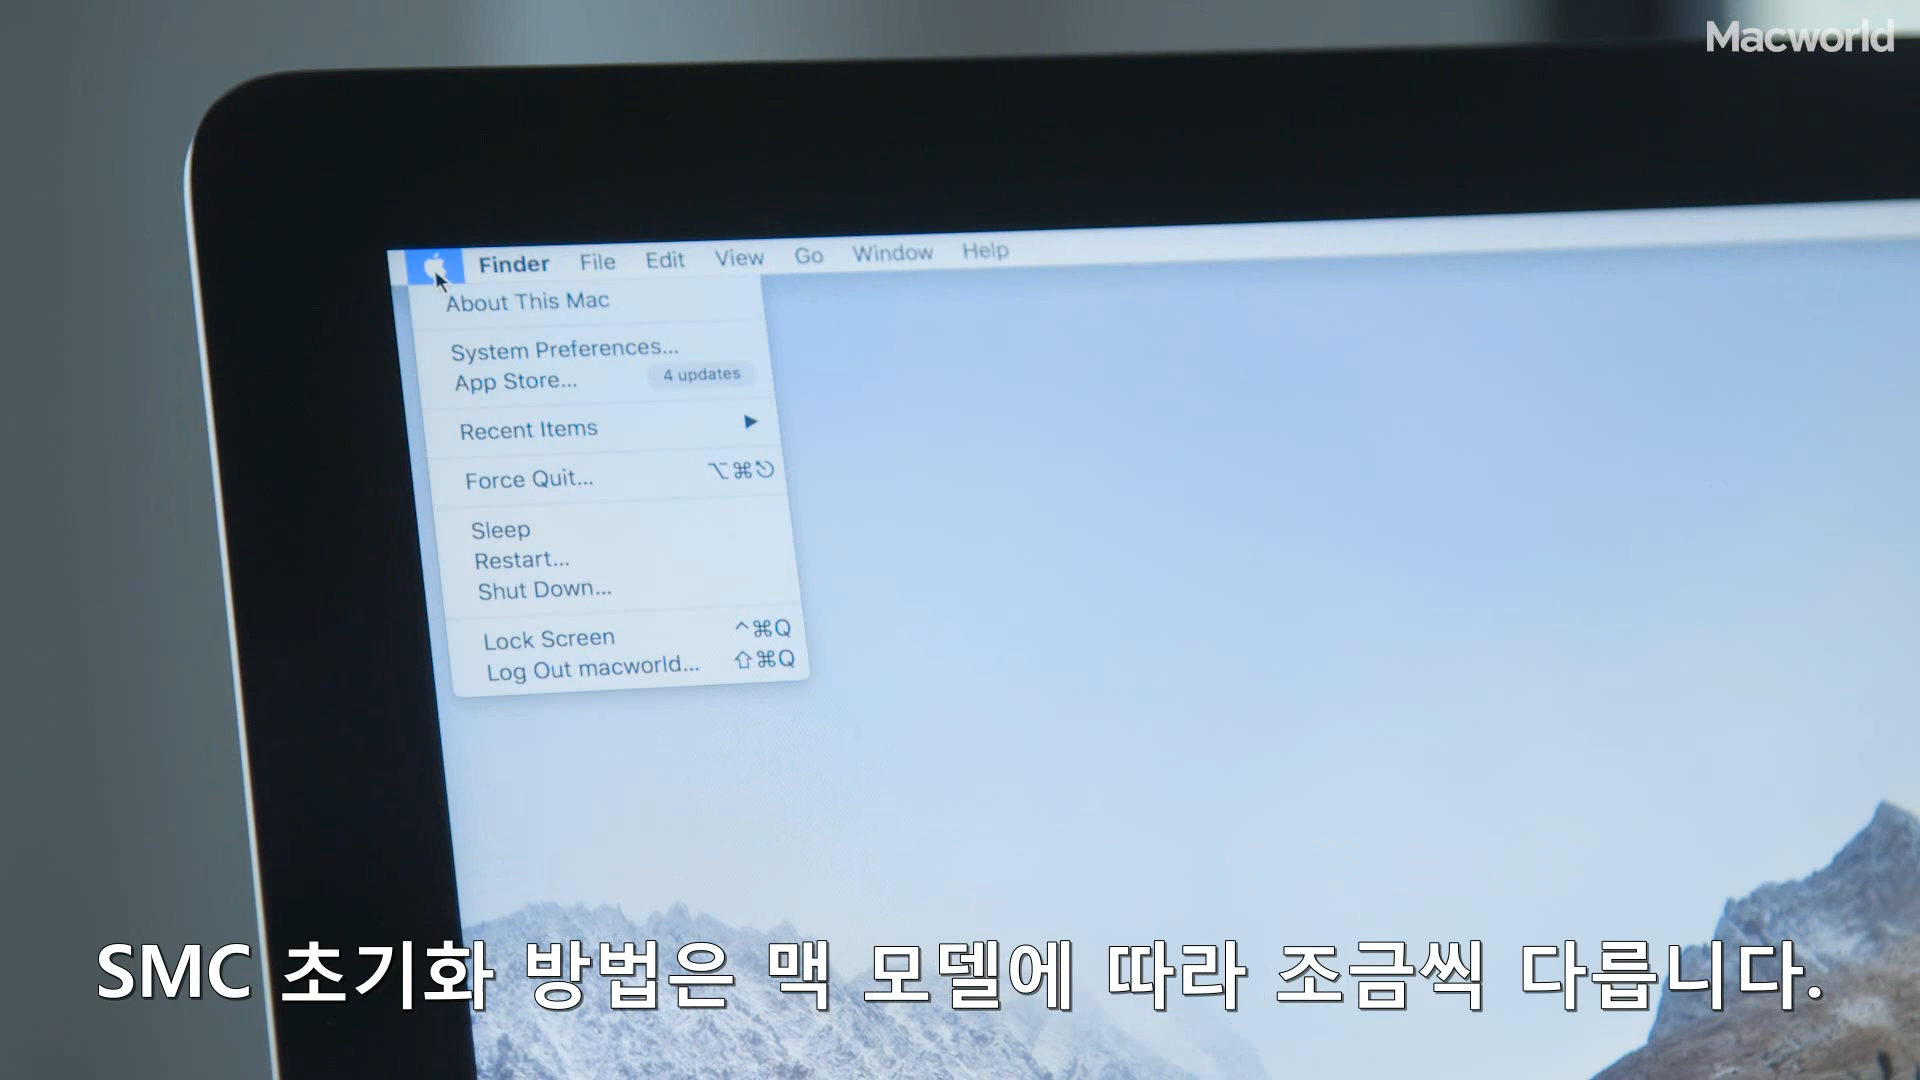 Macworld
Finder File Edit View Go Window Help
About This Mac
System Preferences...
App Store... 4 updates
Recent Items ▶
Force Quit... ⌥⌘⎋
Sleep
Restart...
Shut Down...
Lock Screen ^⌘Q
Log Out macworld... ⇧⌘Q
SMC 초기화 방법은 맥 모델에 따라 조금씩 다릅니다.